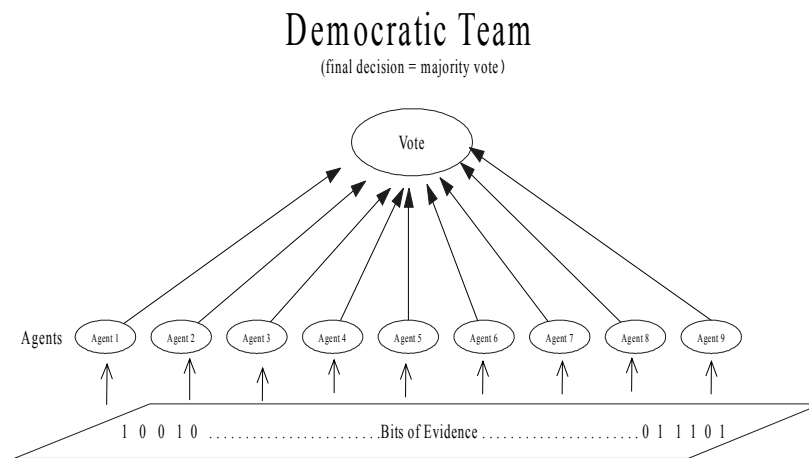 Democratic Team
(final decision = majority vote)
Vote
Agents Agent 1 Agent 2 Agent 3 Agent 4 Agent 5 Agent 6 Agent 7 Agent 8 Agent 9
1 0 0 1 0 ........................Bits of Evidence ......................0 1 1 1 0 1